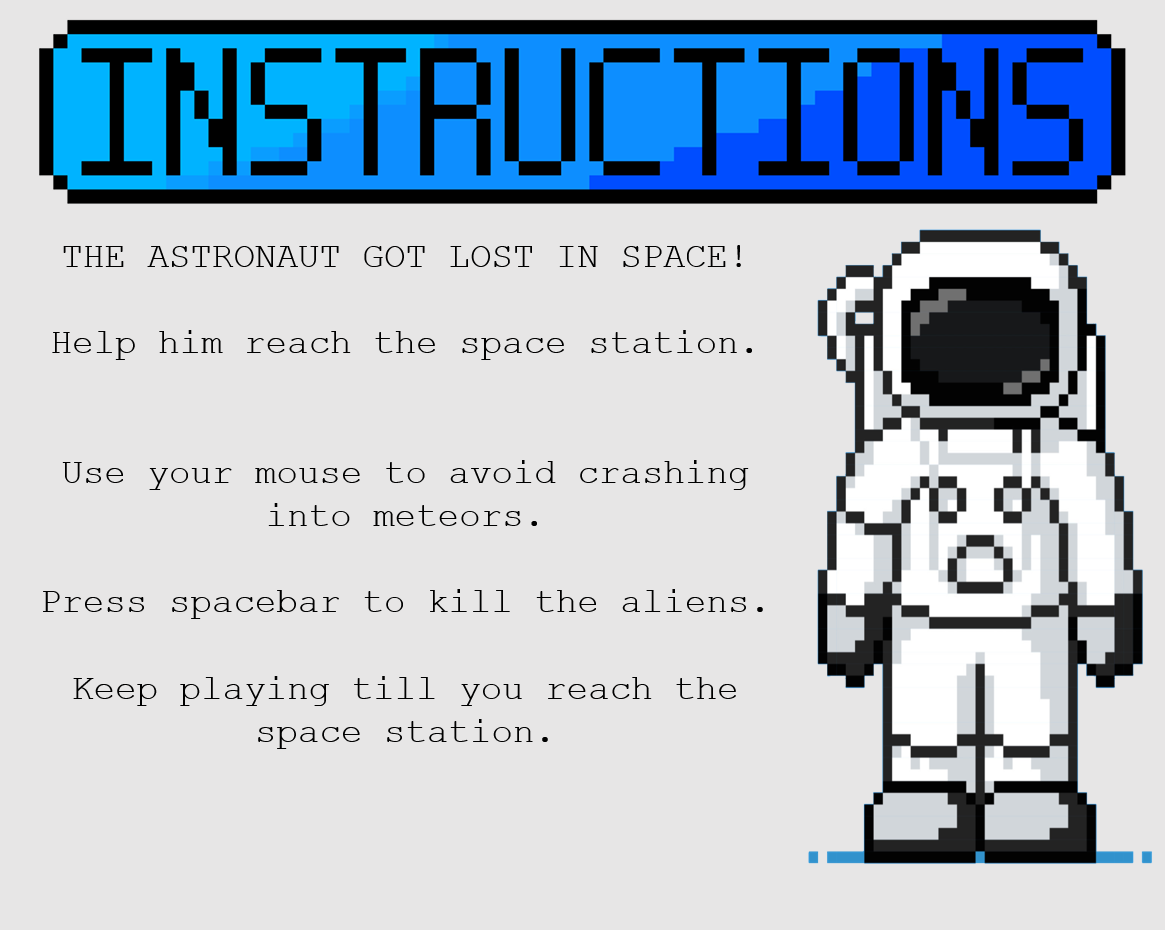 INSTRUCTIONS
THE ASTRONAUT GOT LOST IN SPACE!
Help him reach the space station.
Use your mouse to avoid crashing
into meteors.
Press spacebar to kill the aliens.
Keep playing till you reach the
space station.